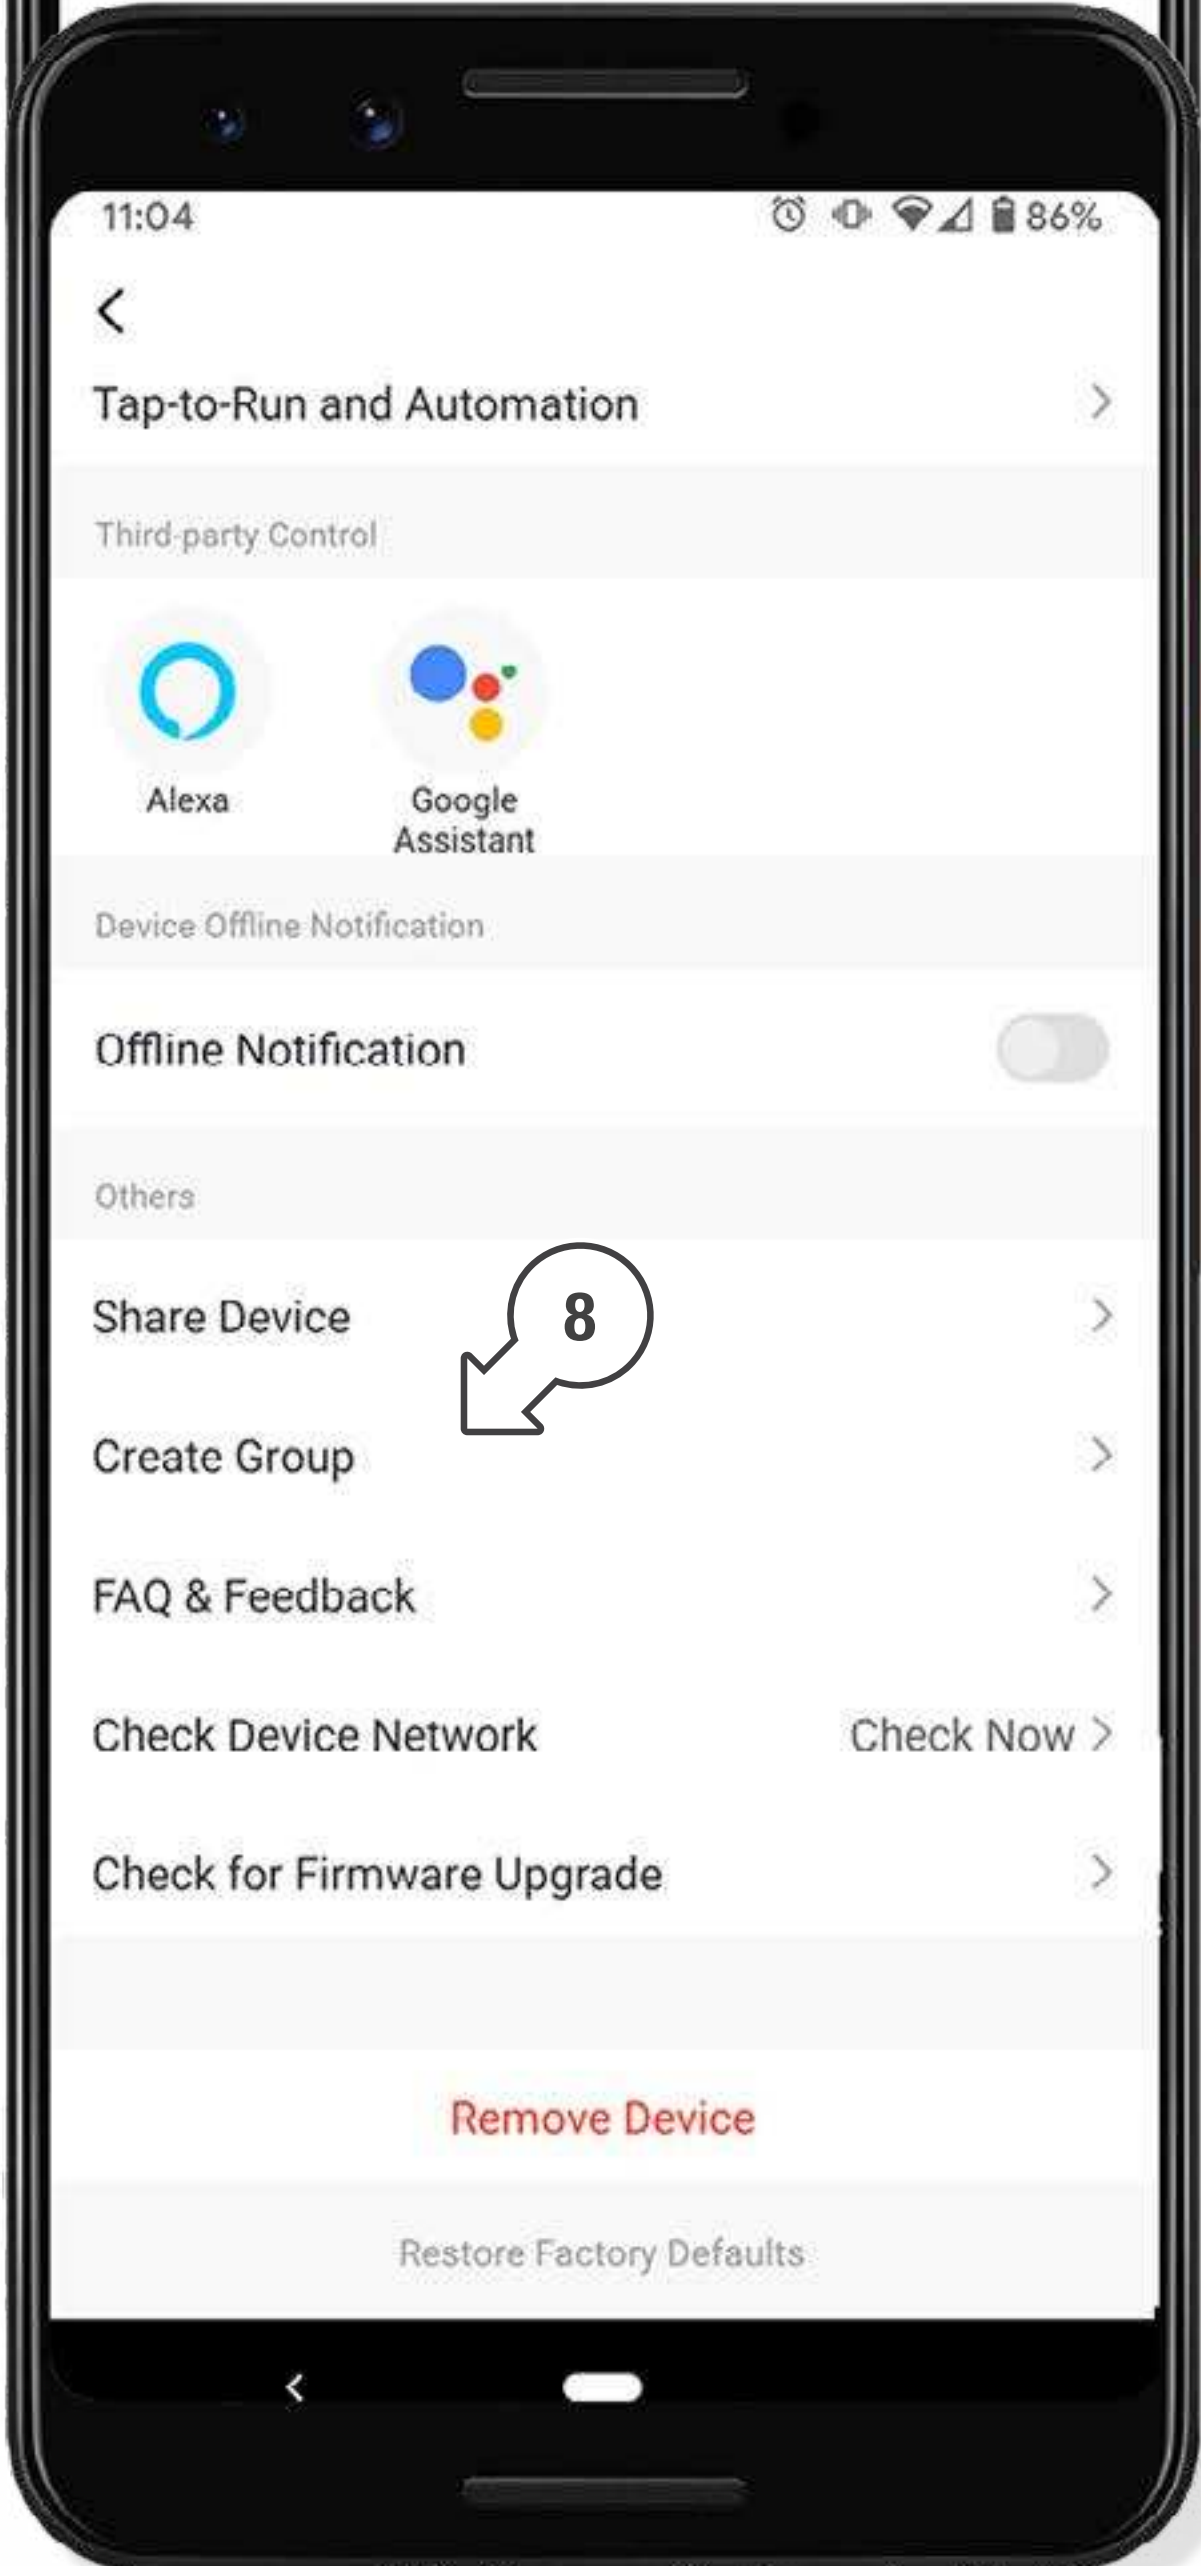 11:04 86%
Tap-to-Run and Automation
Third-party Control
Alexa
Google
Assistant
Device Offline Notification
Offline Notification
Others
Share Device
8
Create Group
FAQ & Feedback
Check Device Network Check Now
Check for Firmware Upgrade
Remove Device
Restore Factory Defaults